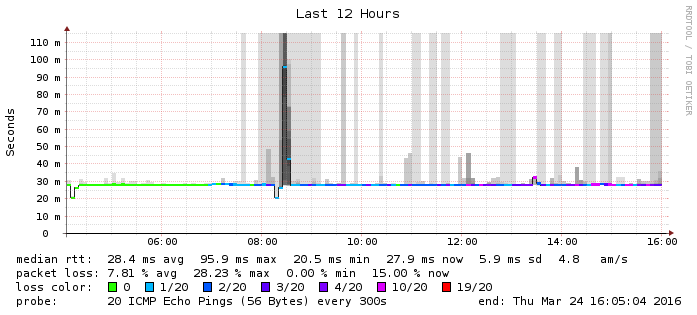 Last 12 Hours
RRDTOOL / TOBI OETIKER
Seconds
110 m
100 m
90 m
80 m
70 m
60 m
50 m
40 m
30 m
20 m
10 m
0
06:00 08:00 10:00 12:00 14:00 16:00
median rtt: 28.4 ms avg 95.9 ms max 20.5 ms min 27.9 ms now 5.9 ms sd 4.8 am/s
packet loss: 7.81 % avg 28.23 % max 0.00 % min 15.00 % now
loss color: 0 1/20 2/20 3/20 4/20 10/20 19/20
probe: 20 ICMP Echo Pings (56 Bytes) every 300s end: Thu Mar 24 16:05:04 2016